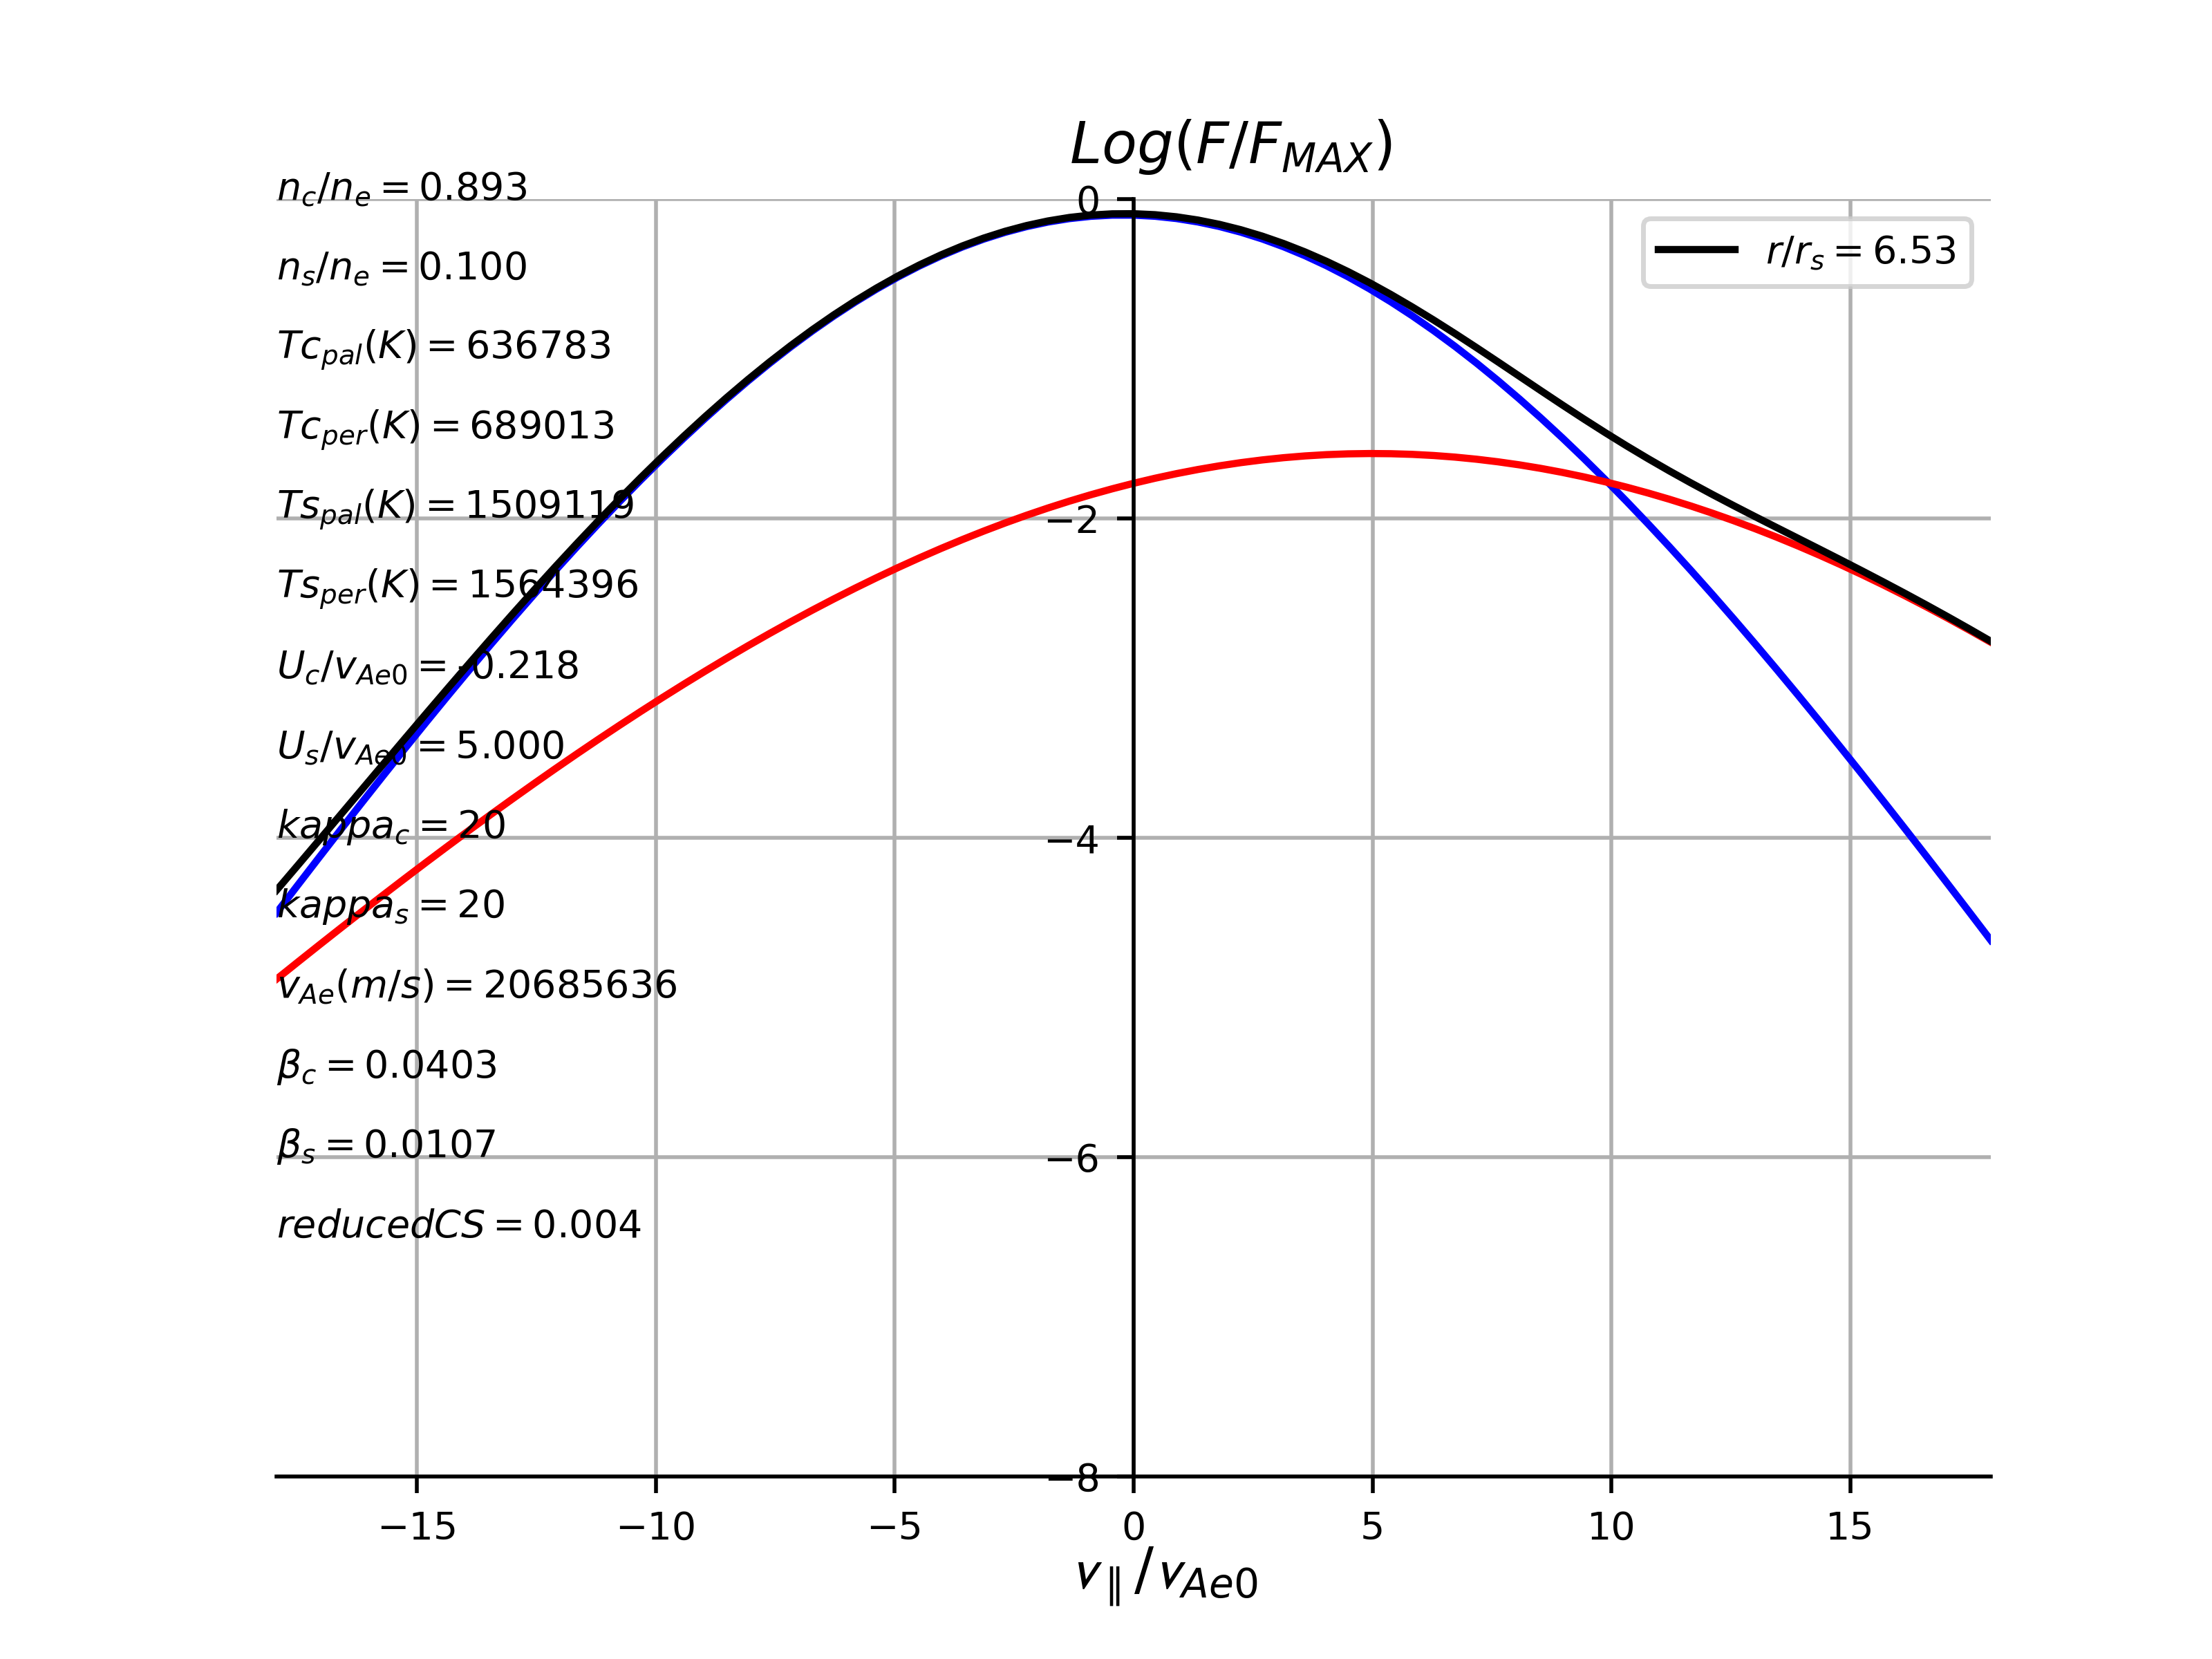 Log(F/F_MAX)
n_c/n_e = 0.893
n_s/n_e = 0.100
Tc_pal(K) = 636783
Tc_per(K) = 689013
Ts_pal(K) = 1509119
Ts_per(K) = 1564396
U_c/v_Ae0 = -0.218
U_s/v_Ae0 = 5.000
kappa_c = 20
kappa_s = 20
v_Ae(m/s) = 20685636
β_c = 0.0403
β_s = 0.0107
reducedCS = 0.004
r/r_s = 6.53
0
−2
−4
−6
−8
−15 −10 −5 0 5 10 15
v_∥/v_Ae0